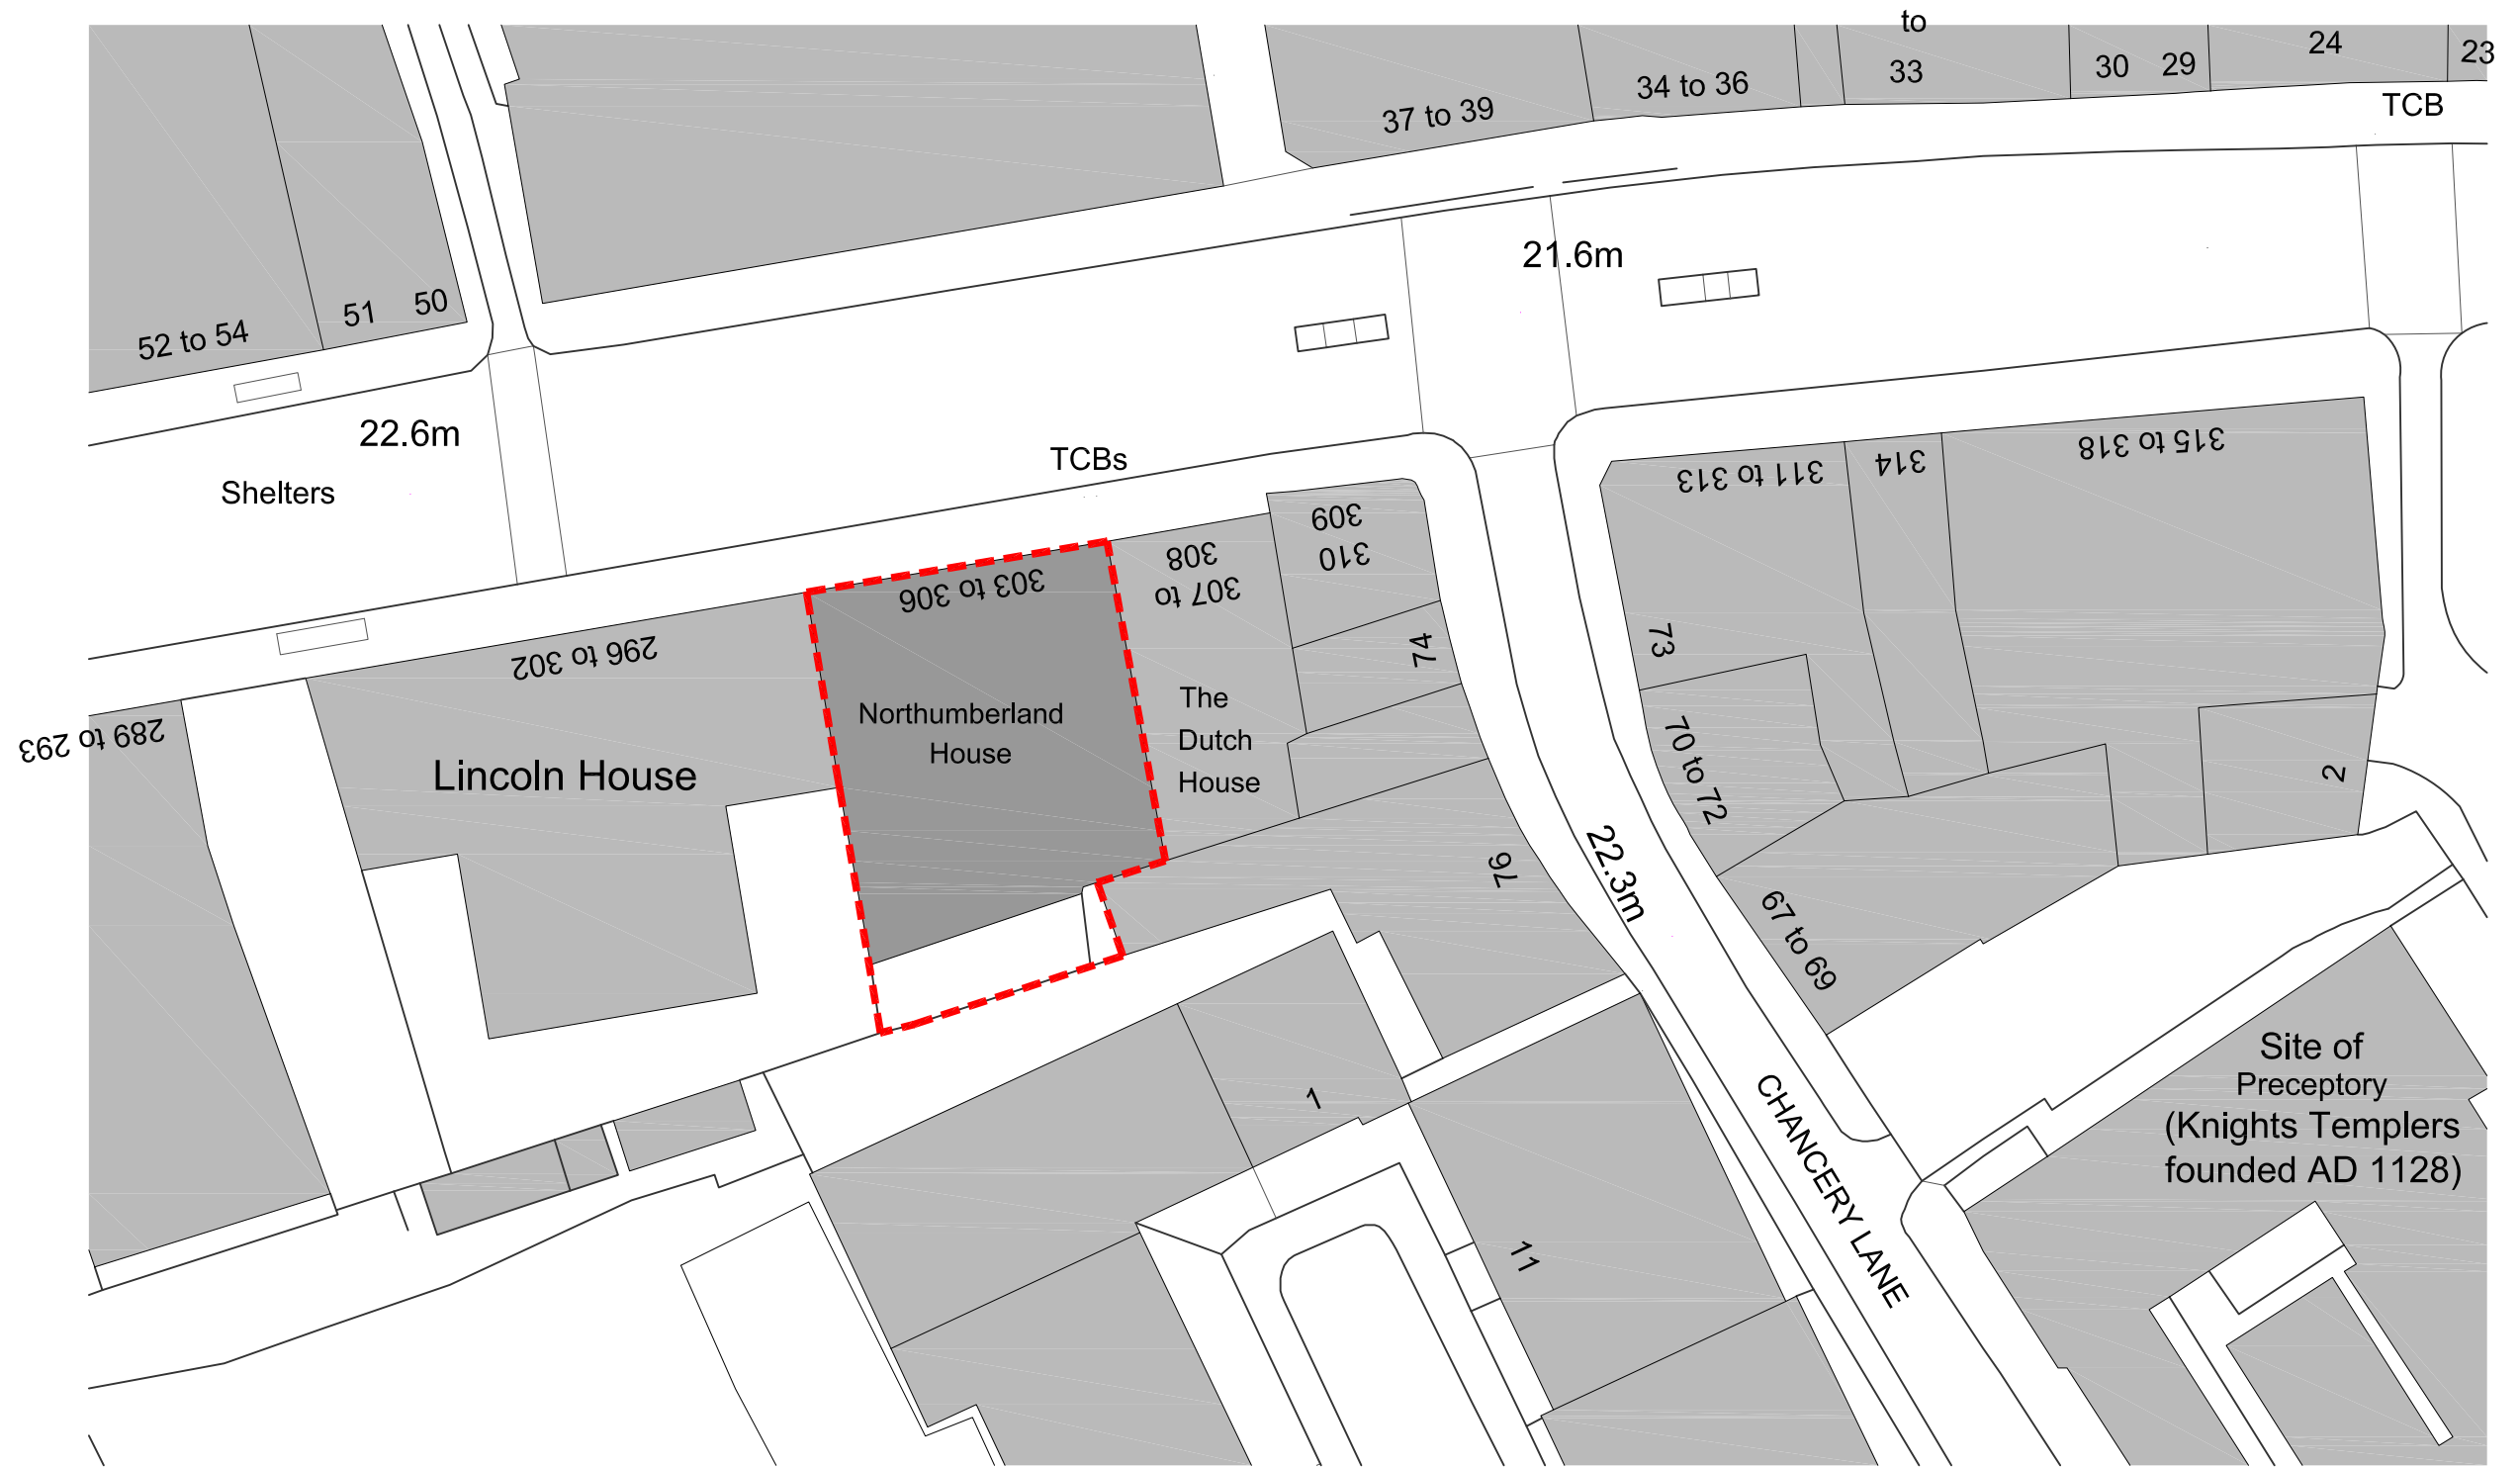 to
24
23
33
30
29
34 to 36
37 to 39
TCB
21.6m
51
50
52 to 54
22.6m
TCBs
Shelters
315 to 318
314
311 to 313
309
310
308
307 to
303 to 306
296 to 302
289 to 293
74
73
The
Dutch
House
Northumberland
House
Lincoln House
70 to 72
2
76
22.3m
67 to 69
Site of
Preceptory
(Knights Templers
founded AD 1128)
1
CHANCERY LANE
11